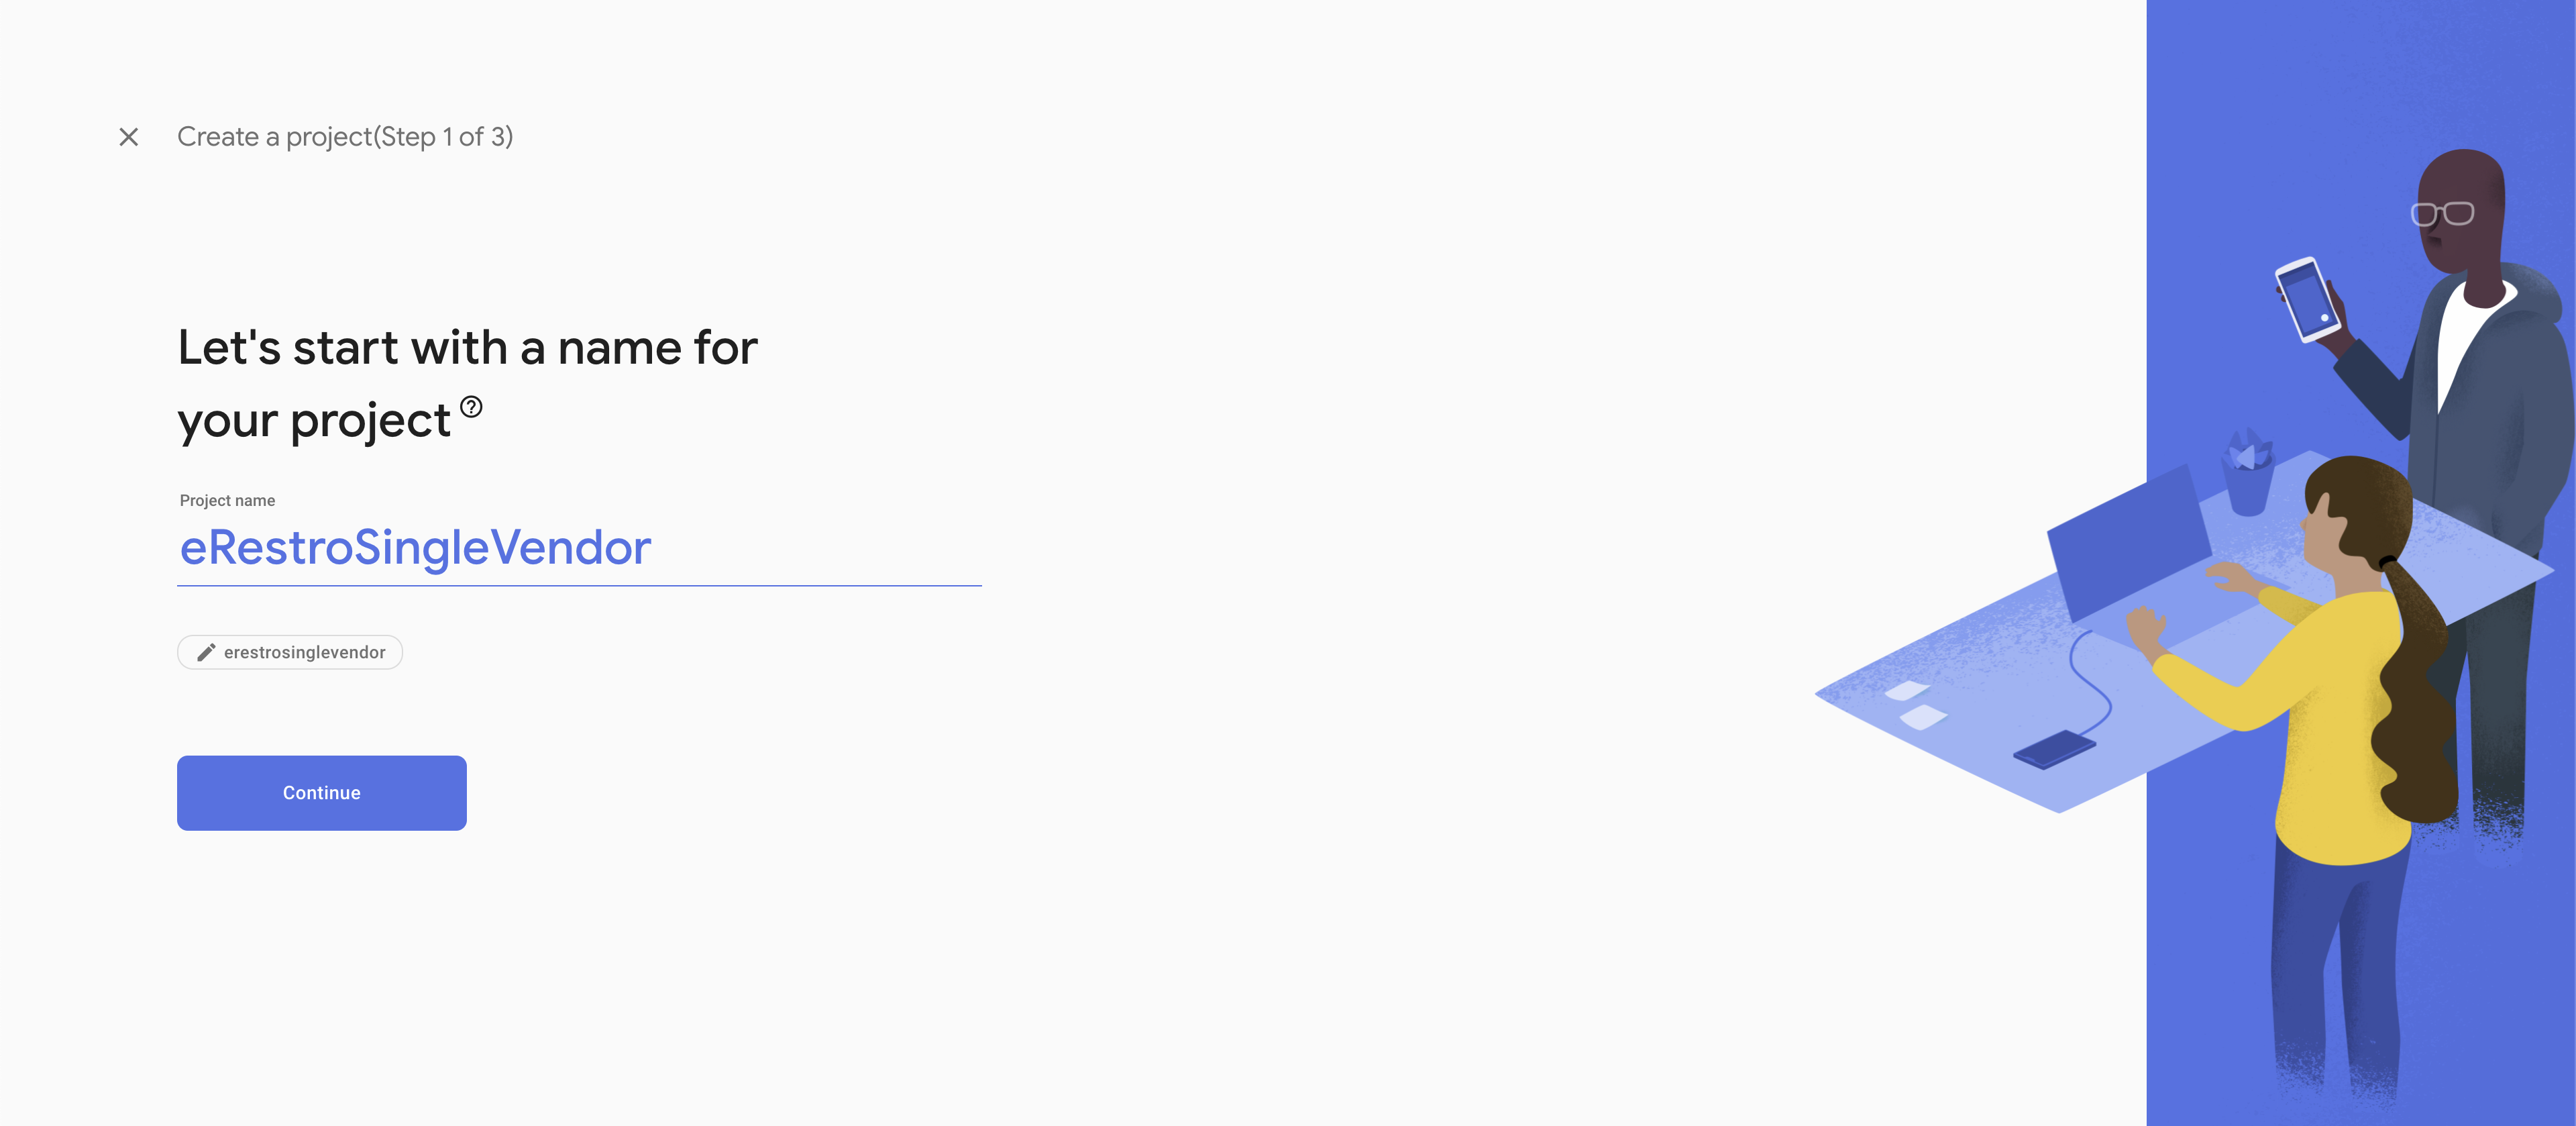 Create a project(Step 1 of 3)
Let's start with a name for
your project
Project name
eRestroSingleVendor
erestrosinglevendor
Continue